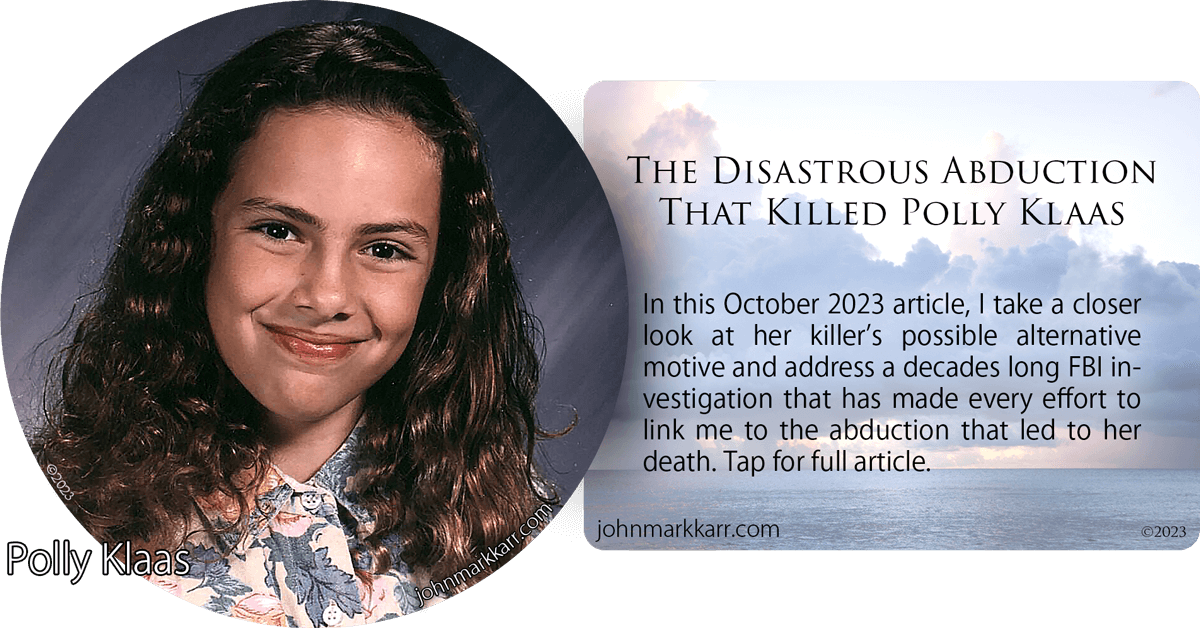 The Disastrous Abduction
That Killed Polly Klaas
In this October 2023 article, I take a closer
look at her killer’s possible alternative
motive and address a decades long FBI in-
vestigation that has made every effort to
link me to the abduction that led to her
death. Tap for full article.
johnmarkkarr.com
©2023
©2023
Polly Klaas
johnmarkkarr.com